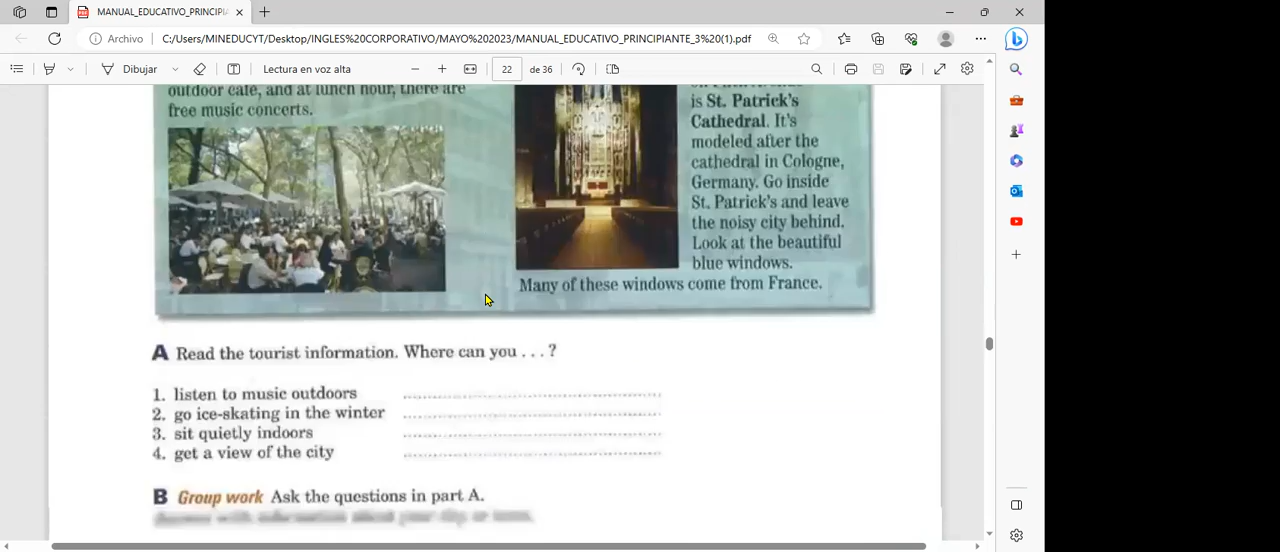 MANUAL_EDUCATIVO_PRINCIPIA
Archivo
C:/Users/MINEDUCYT/Desktop/INGLES%20CORPORATIVO/MAYO%202023/MANUAL_EDUCATIVO_PRINCIPIANTE_3%20(1).pdf
Dibujar
Lectura en voz alta
22
de 36
outdoor café, and at lunch hour, there are
free music concerts.
is St. Patrick's
Cathedral. It's
modeled after the
cathedral in Cologne,
Germany. Go inside
St. Patrick's and leave
the noisy city behind.
Look at the beautiful
blue windows.
Many of these windows come from France.
A Read the tourist information. Where can you . . . ?
1. listen to music outdoors
2. go ice-skating in the winter
3. sit quietly indoors
4. get a view of the city
B Group work Ask the questions in part A.